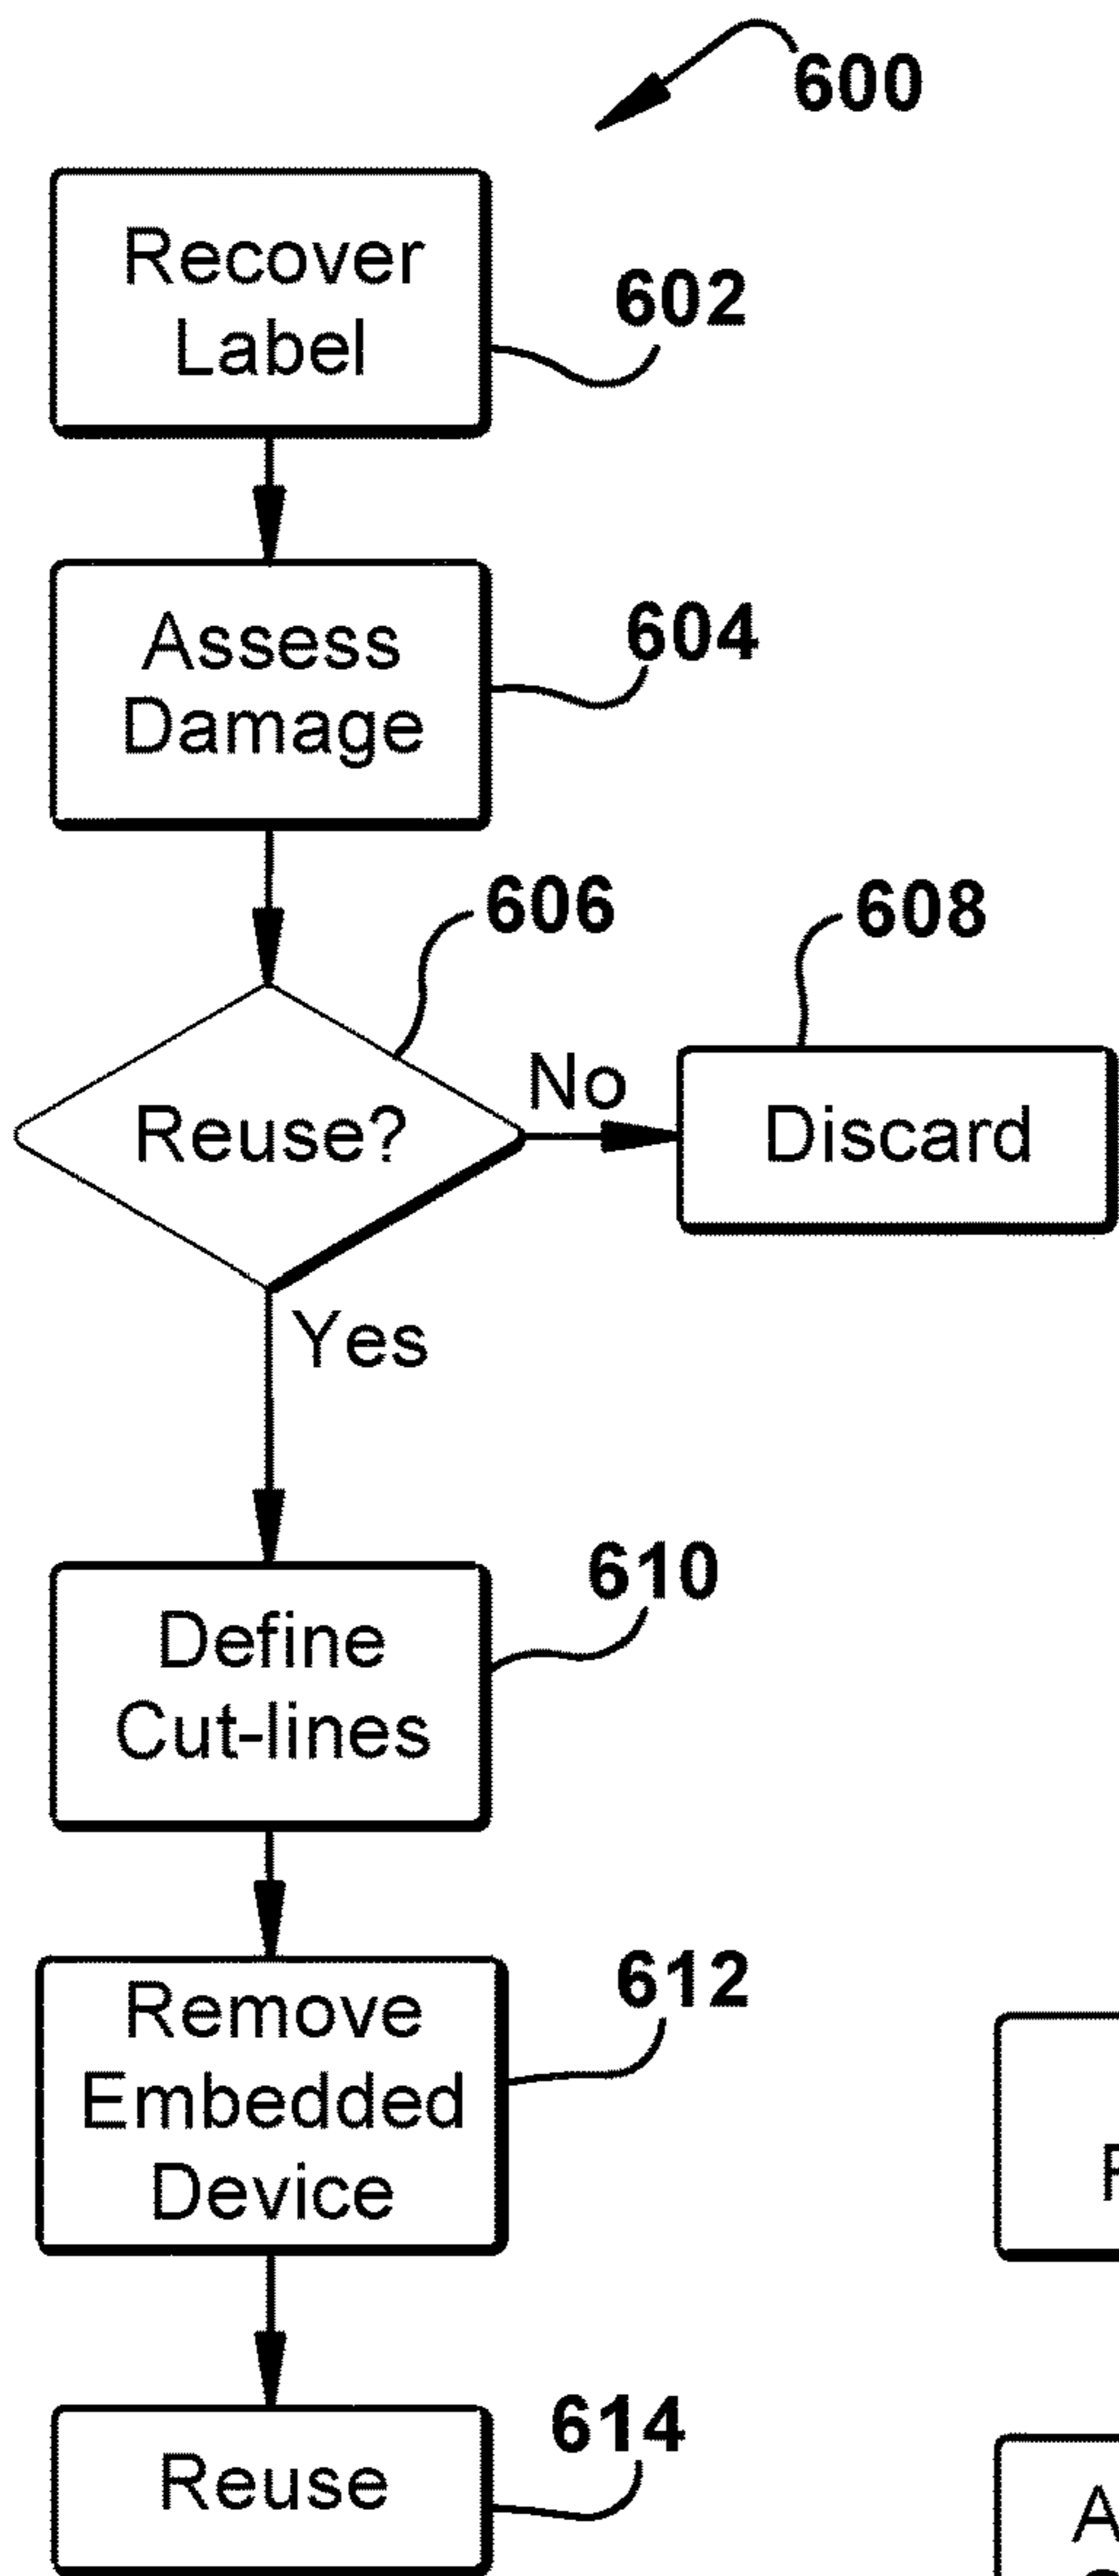 600
Recover
Label
602
Assess
Damage
604
606
608
Reuse?
No
Discard
Yes
Define
Cut-lines
610
Remove
Embedded
Device
612
Reuse
614